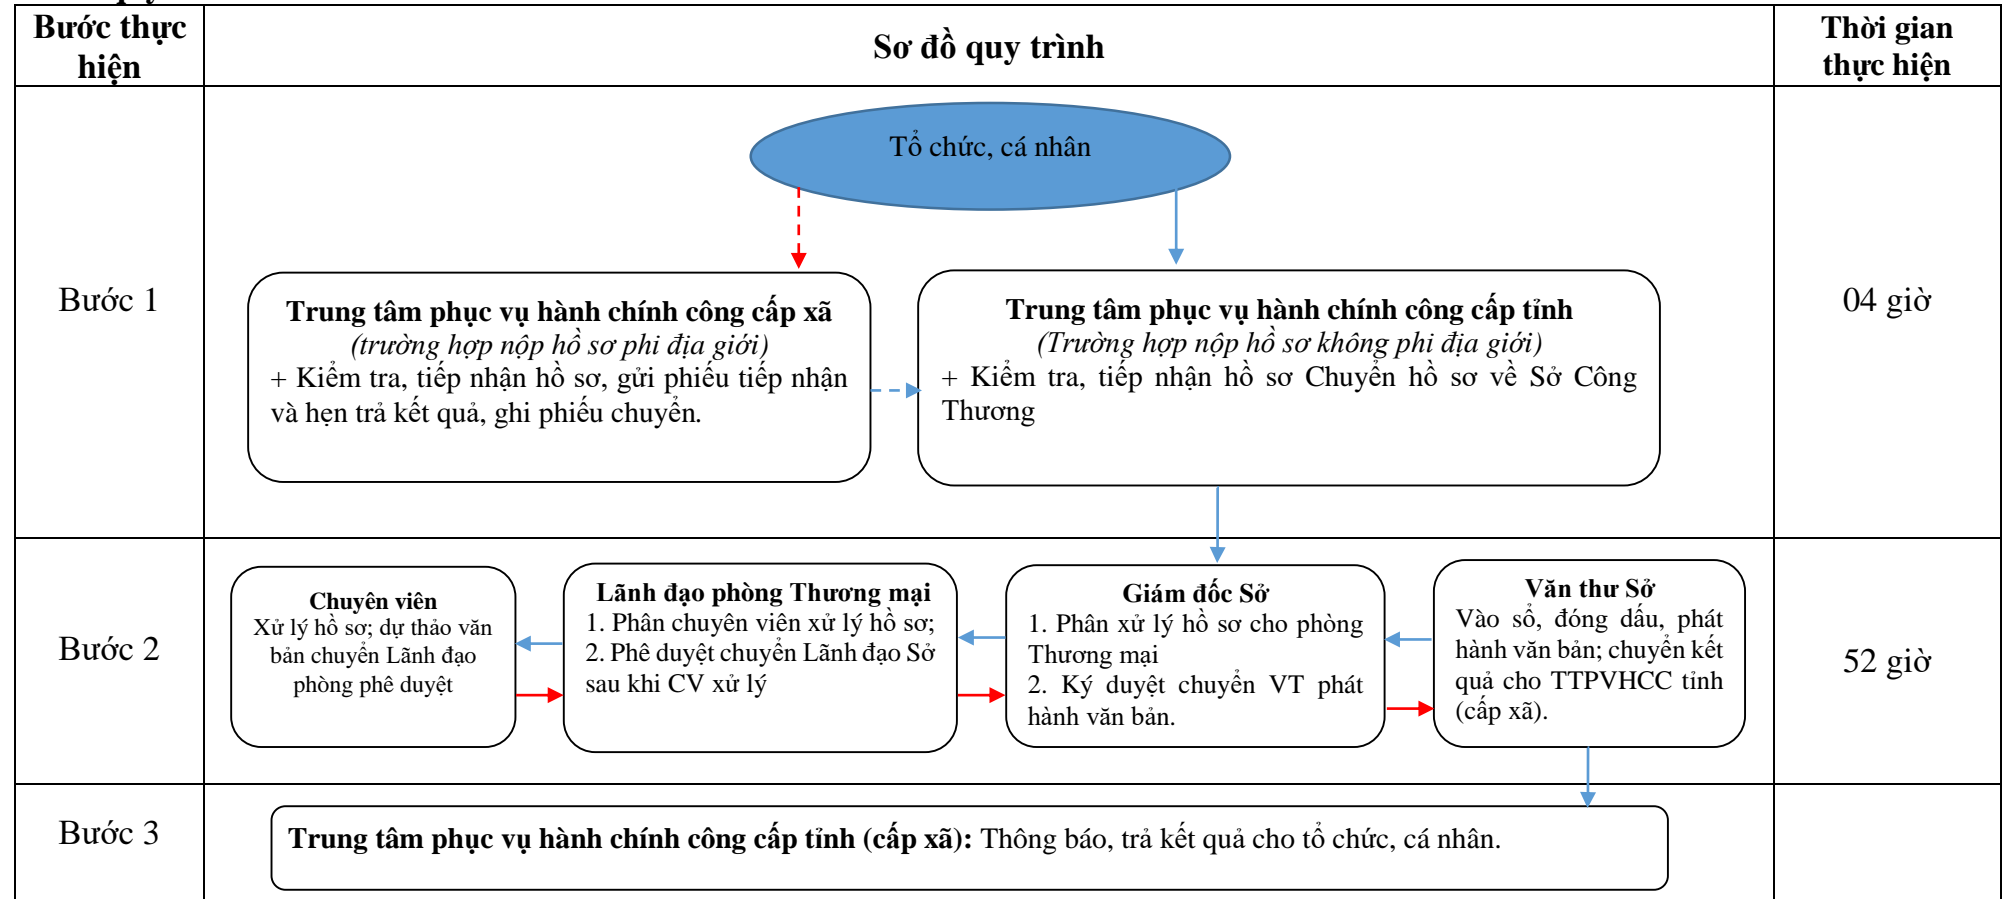 Bước thực
hiện
Sơ đồ quy trình
Thời gian
thực hiện
Bước 1
Tổ chức, cá nhân
Trung tâm phục vụ hành chính công cấp xã
(trường hợp nộp hồ sơ phi địa giới)
+ Kiểm tra, tiếp nhận hồ sơ, gửi phiếu tiếp nhận
và hẹn trả kết quả, ghi phiếu chuyển.
Trung tâm phục vụ hành chính công cấp tỉnh
(Trường hợp nộp hồ sơ không phi địa giới)
+ Kiểm tra, tiếp nhận hồ sơ Chuyển hồ sơ về Sở Công
Thương
04 giờ
Bước 2
Chuyên viên
Xử lý hồ sơ; dự thảo văn
bản chuyển Lãnh đạo
phòng phê duyệt
Lãnh đạo phòng Thương mại
1. Phân chuyên viên xử lý hồ sơ;
2. Phê duyệt chuyển Lãnh đạo Sở
sau khi CV xử lý
Giám đốc Sở
1. Phân xử lý hồ sơ cho phòng
Thương mại
2. Ký duyệt chuyển VT phát
hành văn bản.
Văn thư Sở
Vào sổ, đóng dấu, phát
hành văn bản; chuyển kết
quả cho TTPVHCC tỉnh
(cấp xã).
52 giờ
Bước 3
Trung tâm phục vụ hành chính công cấp tỉnh (cấp xã): Thông báo, trả kết quả cho tổ chức, cá nhân.